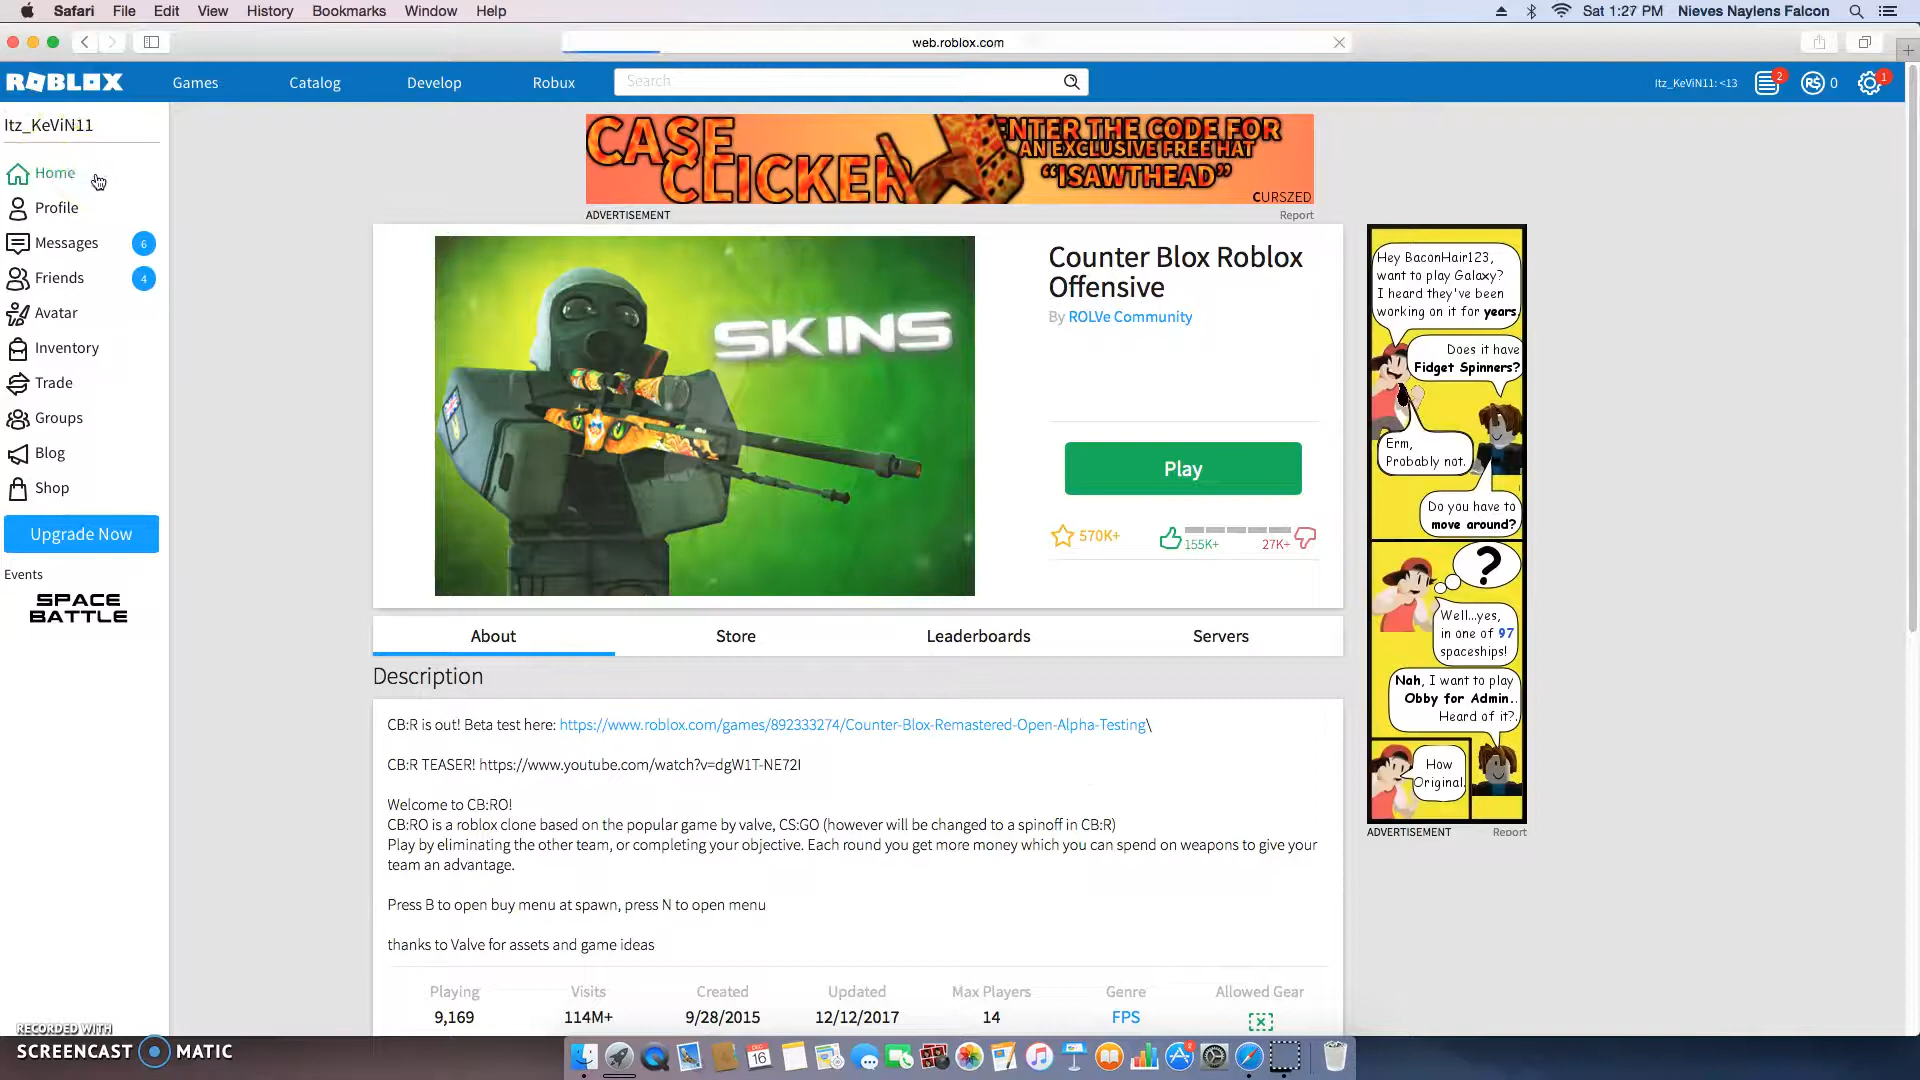 Safari File Edit View History Bookmarks Window Help
Sat 1:27 PM Nieves Naylens Falcon
web.roblox.com
ROBLOX Games Catalog Develop Robux Search
Itz_KeViN11: <13 2 R$ 0 1
Itz_KeViN11
Home
Profile
Messages 6
Friends 4
Avatar
Inventory
Trade
Groups
Blog
Shop
Upgrade Now
Events
SPACE
BATTLE
CASE
CLICKER
ENTER THE CODE FOR
AN EXCLUSIVE FREE HAT
"ISAWTHEAD"
CURSZED
ADVERTISEMENT Report
SKINS
Counter Blox Roblox
Offensive
By ROLVe Community
Play
570K+ 155K+ 27K+
About Store Leaderboards Servers
Description
CB:R is out! Beta test here: https://www.roblox.com/games/892333274/Counter-Blox-Remastered-Open-Alpha-Testing\
CB:R TEASER! https://www.youtube.com/watch?v=dgW1T-NE72I
Welcome to CB:RO!
CB:RO is a roblox clone based on the popular game by valve, CS:GO (however will be changed to a spinoff in CB:R)
Play by eliminating the other team, or completing your objective. Each round you get more money which you can spend on weapons to give your
team an advantage.
Press B to open buy menu at spawn, press N to open menu
thanks to Valve for assets and game ideas
Playing Visits Created Updated Max Players Genre Allowed Gear
9,169 114M+ 9/28/2015 12/12/2017 14 FPS
Hey BaconHair123,
want to play Galaxy?
I heard they've been
working on it for years.
Does it have
Fidget Spinners?
Erm,
Probably not.
Do you have to
move around?
?
Well...yes,
in one of 97
spaceships!
Nah, I want to play
Obby for Admin..
Heard of it?.
How
Original.
ADVERTISEMENT Report
RECORDED WITH
SCREENCAST MATIC
DEC
16
2